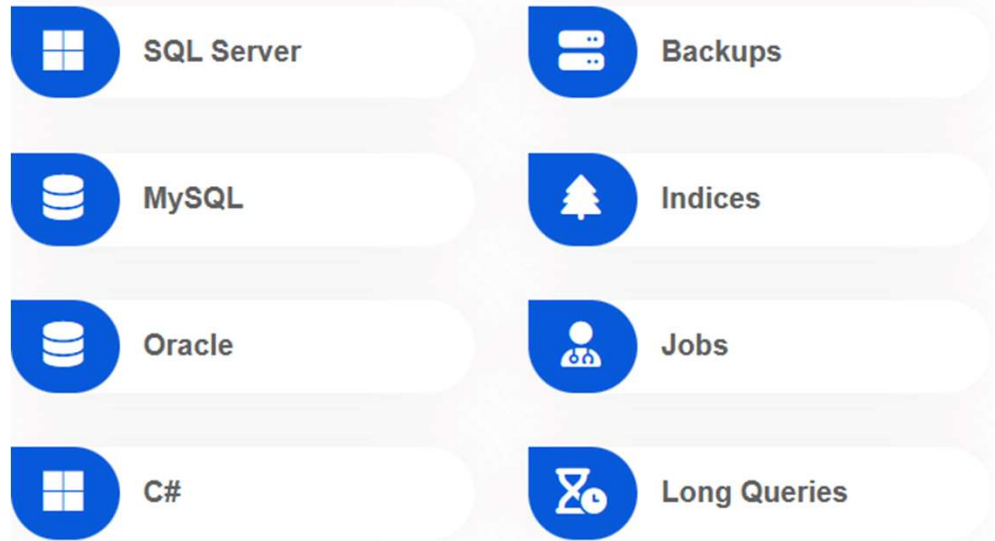 SQL Server
Backups
MySQL
Indices
Oracle
Jobs
C#
Long Queries